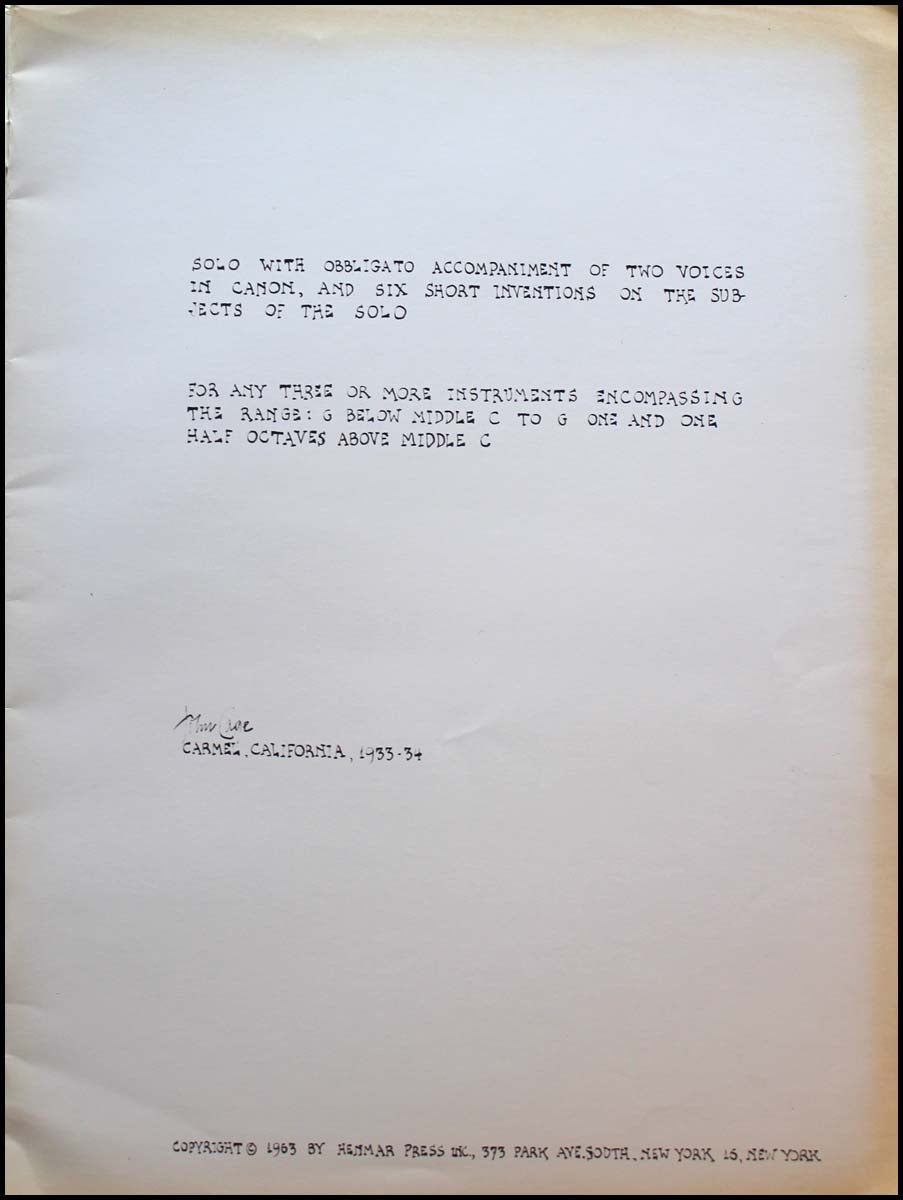 SOLO WITH OBBLIGATO ACCOMPANIMENT OF TWO VOICES
IN CANON, AND SIX SHORT INVENTIONS ON THE SUB-
JECTS OF THE SOLO
FOR ANY THREE OR MORE INSTRUMENTS ENCOMPASSING
THE RANGE: G BELOW MIDDLE C TO G ONE AND ONE
HALF OCTAVES ABOVE MIDDLE C
John Cage
CARMEL, CALIFORNIA, 1933-34
COPYRIGHT © 1963 BY HENMAR PRESS INC., 373 PARK AVE. SOUTH, NEW YORK 16, NEW YORK